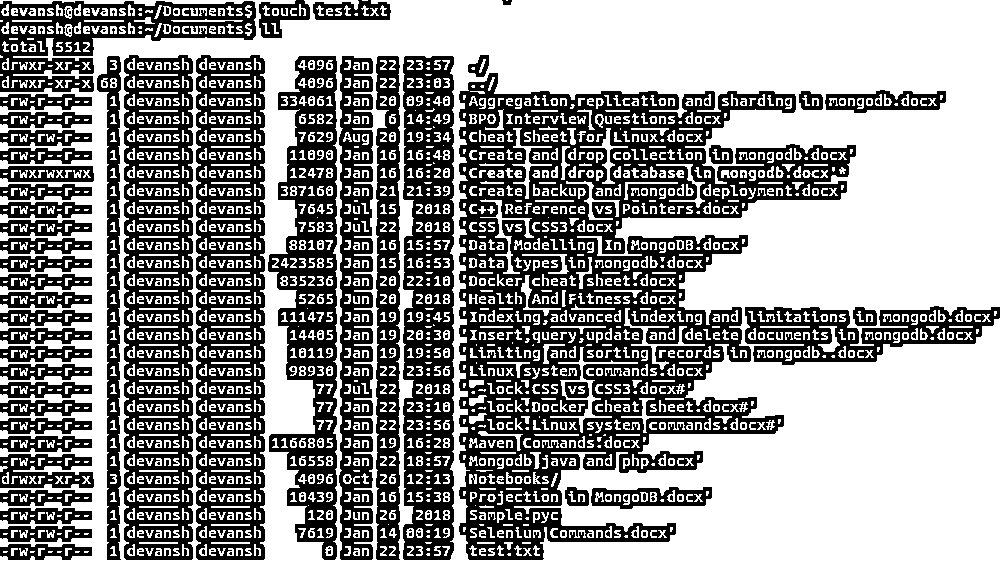 devansh@devansh:~/Documents$ touch test.txt
devansh@devansh:~/Documents$ ll
total 5512
drwxr-xr-x 3 devansh devansh 4096 Jan 22 23:57 ./
drwxr-xr-x 68 devansh devansh 4096 Jan 22 23:03 ../
-rw-r--r-- 1 devansh devansh 334061 Jan 20 09:40 'Aggregation,replication and sharding in mongodb.docx'
-rw-r--r-- 1 devansh devansh 6582 Jan 6 14:49 'BPO Interview Questions.docx'
-rw-rw-r-- 1 devansh devansh 7629 Aug 20 19:34 'Cheat Sheet for Linux.docx'
-rw-r--r-- 1 devansh devansh 11090 Jan 16 16:48 'Create and drop collection in mongodb.docx'
-rwxrwxrwx 1 devansh devansh 12478 Jan 16 16:20 'Create and drop database in mongodb.docx'*
-rw-r--r-- 1 devansh devansh 387160 Jan 21 21:39 'Create backup and mongodb deployment.docx'
-rw-rw-r-- 1 devansh devansh 7645 Jul 15 2018 'C++ Reference vs Pointers.docx'
-rw-rw-r-- 1 devansh devansh 7583 Jul 22 2018 'CSS vs CSS3.docx'
-rw-r--r-- 1 devansh devansh 88107 Jan 16 15:57 'Data Modelling In MongoDB.docx'
-rw-r--r-- 1 devansh devansh 2423585 Jan 15 16:53 'Data types in mongodb.docx'
-rw-r--r-- 1 devansh devansh 835236 Jan 20 22:10 'Docker cheat sheet.docx'
-rw-rw-r-- 1 devansh devansh 5265 Jun 20 2018 'Health And Fitness.docx'
-rw-r--r-- 1 devansh devansh 111475 Jan 19 19:45 'Indexing,advanced indexing and limitations in mongodb.docx'
-rw-r--r-- 1 devansh devansh 14405 Jan 19 20:30 'Insert,query,update and delete documents in mongodb.docx'
-rw-r--r-- 1 devansh devansh 10119 Jan 19 19:50 'Limiting and sorting records in mongodb..docx'
-rw-r--r-- 1 devansh devansh 98930 Jan 22 23:56 'Linux system commands.docx'
-rw-rw-r-- 1 devansh devansh 77 Jul 22 2018 '.~lock.CSS vs CSS3.docx#'
-rw-r--r-- 1 devansh devansh 77 Jan 22 23:10 '.~lock.Docker cheat sheet.docx#'
-rw-r--r-- 1 devansh devansh 77 Jan 22 23:56 '.~lock.Linux system commands.docx#'
-rw-rw-r-- 1 devansh devansh 1166805 Jan 19 16:28 'Maven Commands.docx'
-rw-r--r-- 1 devansh devansh 16558 Jan 22 18:57 'Mongodb java and php.docx'
drwxr-xr-x 3 devansh devansh 4096 Oct 26 12:13 Notebooks/
-rw-r--r-- 1 devansh devansh 10439 Jan 16 15:38 'Projection in MongoDB.docx'
-rw-rw-r-- 1 devansh devansh 120 Jun 26 2018 Sample.pyc
-rw-rw-r-- 1 devansh devansh 7619 Jan 14 00:19 'Selenium Commands.docx'
-rw-r--r-- 1 devansh devansh 0 Jan 22 23:57 test.txt